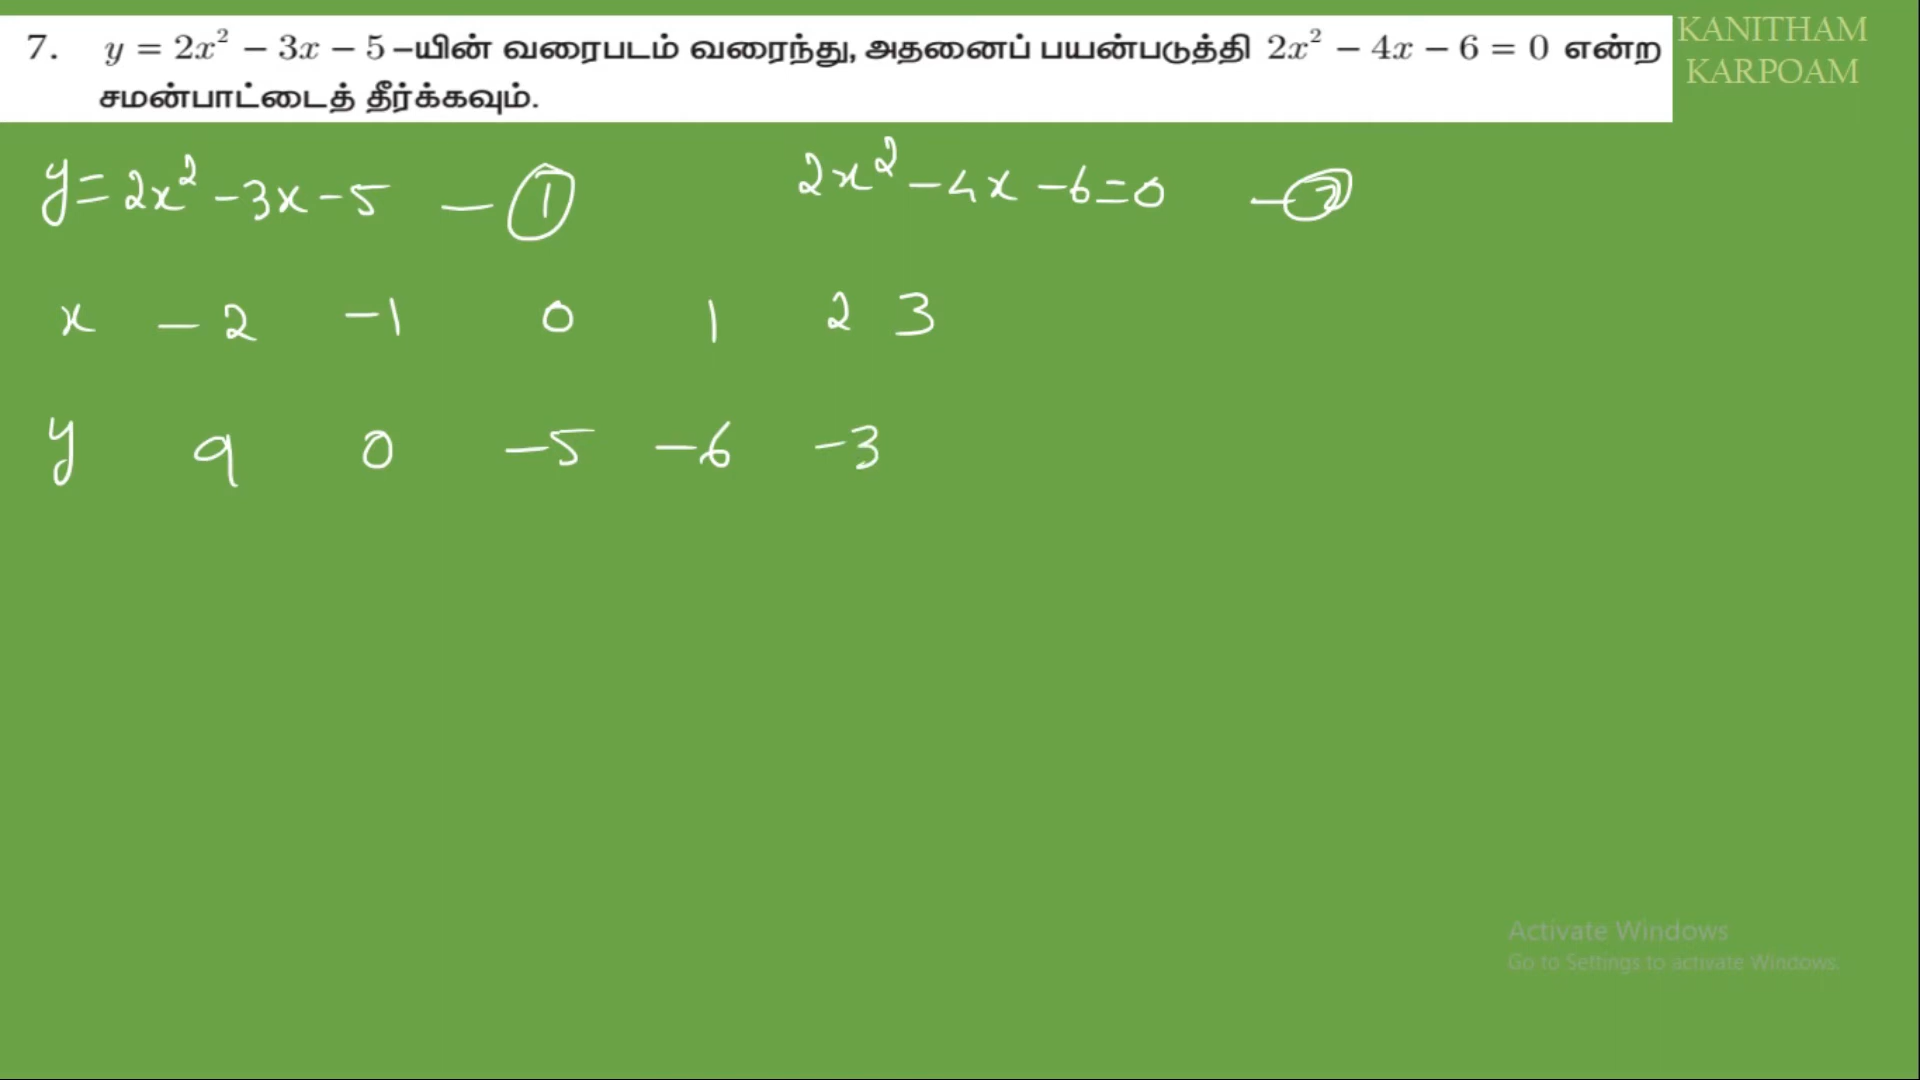 7. y = 2x² − 3x − 5 –யின் வரைபடம் வரைந்து, அதனைப் பயன்படுத்தி 2x² − 4x − 6 = 0 என்ற
சமன்பாட்டைத் தீர்க்கவும்.
KANITHAM
KARPOAM
y = 2x² − 3x − 5 — ① 2x² − 4x − 6 = 0 — ②
x −2 −1 0 1 2 3
y 9 0 −5 −6 −3
Activate Windows
Go to Settings to activate Windows.